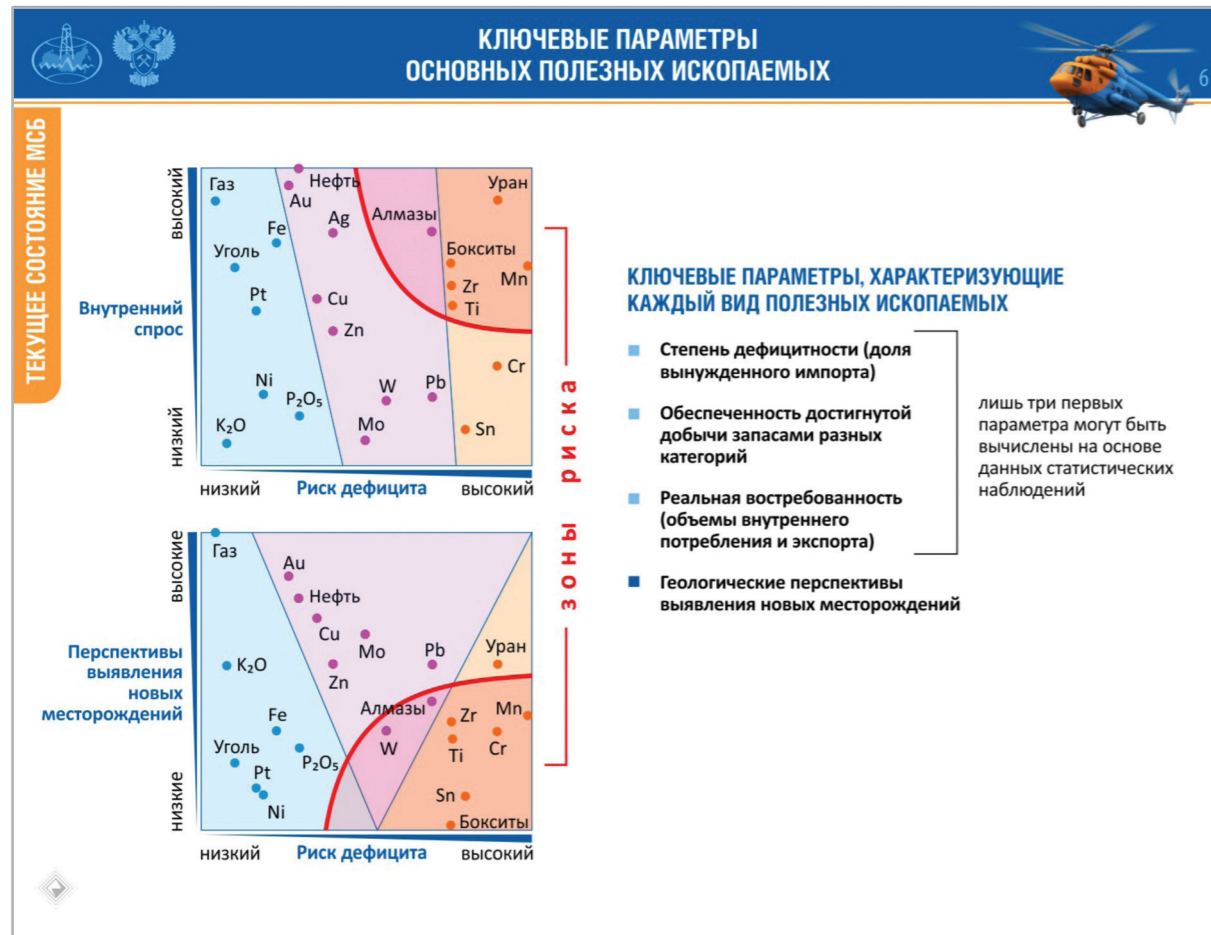 КЛЮЧЕВЫЕ ПАРАМЕТРЫ
ОСНОВНЫХ ПОЛЕЗНЫХ ИСКОПАЕМЫХ
6
ТЕКУЩЕЕ СОСТОЯНИЕ МСБ
высокий
Внутренний
спрос
низкий
Газ
Нефть
Au
Уран
Ag
Алмазы
Fe
Уголь
Бокситы
Mn
Pt
Cu
Zr
Ti
Zn
Cr
Ni
W
Pb
P₂O₅
K₂O
Mo
Sn
низкий
Риск дефицита
высокий
зоны риска
высокие
Перспективы
выявления
новых
месторождений
низкие
Газ
Au
Нефть
Cu
Mo
Pb
Уран
K₂O
Zn
Алмазы
Mn
Fe
Zr
Уголь
P₂O₅
W
Ti
Cr
Pt
Ni
Sn
Бокситы
низкий
Риск дефицита
высокий
КЛЮЧЕВЫЕ ПАРАМЕТРЫ, ХАРАКТЕРИЗУЮЩИЕ
КАЖДЫЙ ВИД ПОЛЕЗНЫХ ИСКОПАЕМЫХ
Степень дефицитности (доля
вынужденного импорта)
Обеспеченность достигнутой
добычи запасами разных
категорий
Реальная востребованность
(объемы внутреннего
потребления и экспорта)
Геологические перспективы
выявления новых месторождений
лишь три первых
параметра могут быть
вычислены на основе
данных статистических
наблюдений